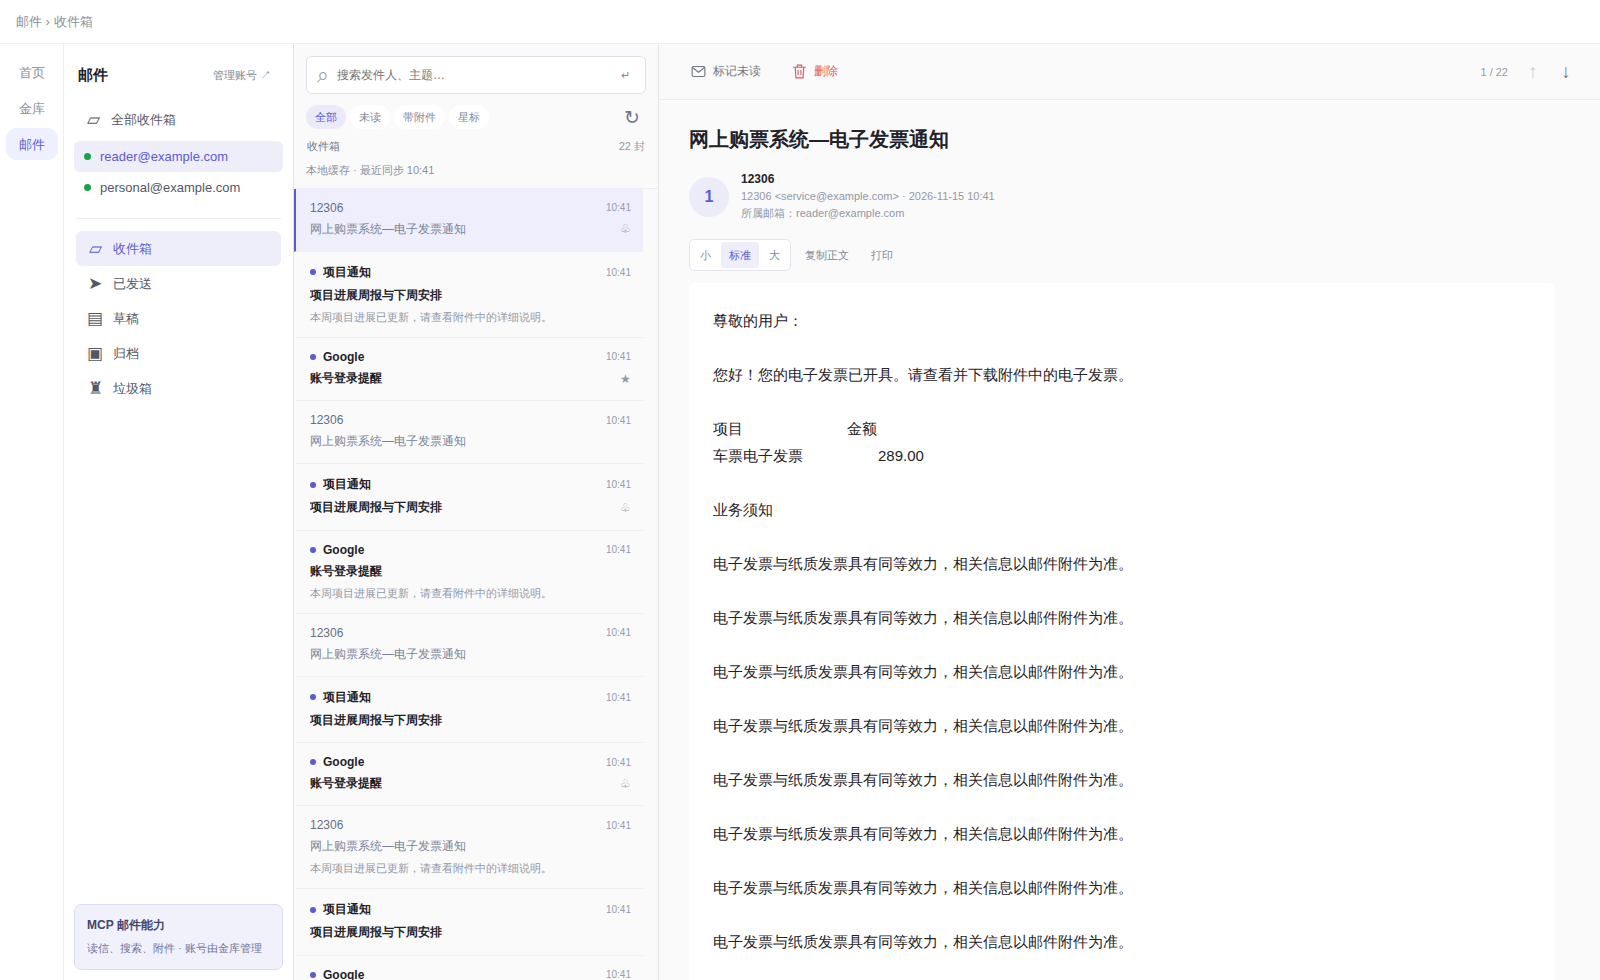 邮件 › 收件箱
首页
金库
邮件
邮件
管理账号 ↗
全部收件箱
reader@example.com
personal@example.com
收件箱
已发送
草稿
归档
垃圾箱
MCP 邮件能力
读信、搜索、附件 · 账号由金库管理
搜索发件人、主题…
全部 未读 带附件 星标
收件箱 22 封
本地缓存 · 最近同步 10:41
12306 10:41
网上购票系统—电子发票通知
项目通知 10:41
项目进展周报与下周安排
本周项目进展已更新，请查看附件中的详细说明。
Google 10:41
账号登录提醒
12306 10:41
网上购票系统—电子发票通知
项目通知 10:41
项目进展周报与下周安排
Google 10:41
账号登录提醒
本周项目进展已更新，请查看附件中的详细说明。
12306 10:41
网上购票系统—电子发票通知
项目通知 10:41
项目进展周报与下周安排
Google 10:41
账号登录提醒
12306 10:41
网上购票系统—电子发票通知
本周项目进展已更新，请查看附件中的详细说明。
项目通知 10:41
项目进展周报与下周安排
Google 10:41
标记未读 删除 1 / 22
网上购票系统—电子发票通知
1
12306
12306 <service@example.com> · 2026-11-15 10:41
所属邮箱：reader@example.com
小 标准 大 复制正文 打印
尊敬的用户：
您好！您的电子发票已开具。请查看并下载附件中的电子发票。
项目 金额
车票电子发票 289.00
业务须知
电子发票与纸质发票具有同等效力，相关信息以邮件附件为准。
电子发票与纸质发票具有同等效力，相关信息以邮件附件为准。
电子发票与纸质发票具有同等效力，相关信息以邮件附件为准。
电子发票与纸质发票具有同等效力，相关信息以邮件附件为准。
电子发票与纸质发票具有同等效力，相关信息以邮件附件为准。
电子发票与纸质发票具有同等效力，相关信息以邮件附件为准。
电子发票与纸质发票具有同等效力，相关信息以邮件附件为准。
电子发票与纸质发票具有同等效力，相关信息以邮件附件为准。